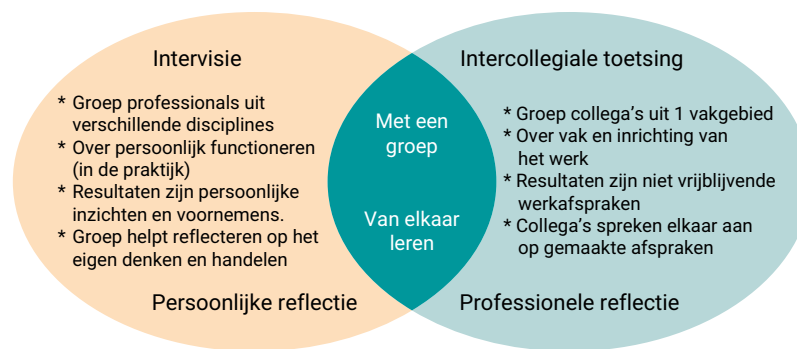 Intervisie
* Groep professionals uit
verschillende disciplines
* Over persoonlijk functioneren
(in de praktijk)
* Resultaten zijn persoonlijke
inzichten en voornemens.
* Groep helpt reflecteren op het
eigen denken en handelen
Persoonlijke reflectie
Met een
groep
Van elkaar
leren
Intercollegiale toetsing
* Groep collega's uit 1 vakgebied
* Over vak en inrichting van
het werk
* Resultaten zijn niet vrijblijvende
werkafspraken
* Collega's spreken elkaar aan
op gemaakte afspraken
Professionele reflectie